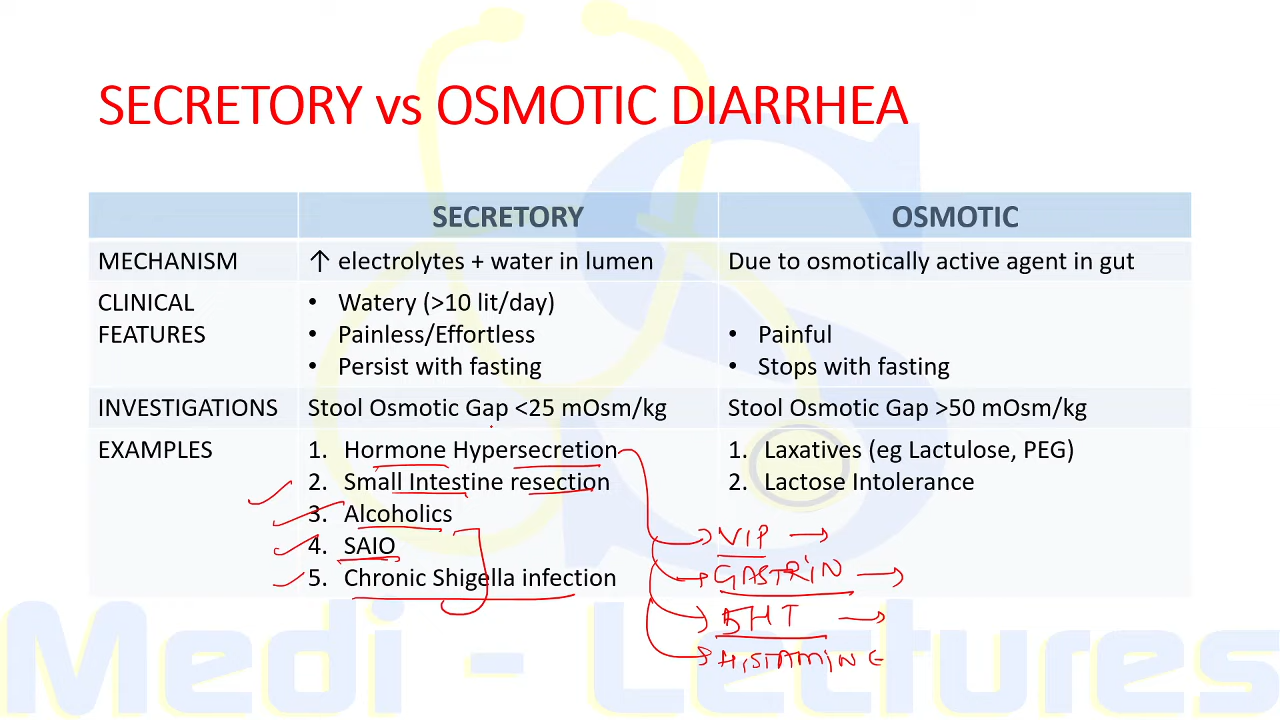 SECRETORY vs OSMOTIC DIARRHEA
SECRETORY OSMOTIC
MECHANISM ↑ electrolytes + water in lumen Due to osmotically active agent in gut
CLINICAL • Watery (>10 lit/day)
FEATURES • Painless/Effortless • Painful
• Persist with fasting • Stops with fasting
INVESTIGATIONS Stool Osmotic Gap <25 mOsm/kg Stool Osmotic Gap >50 mOsm/kg
EXAMPLES 1. Hormone Hypersecretion 1. Laxatives (eg Lactulose, PEG)
2. Small Intestine resection 2. Lactose Intolerance
3. Alcoholics
4. SAIO
5. Chronic Shigella infection
VIP →
GASTRIN →
5HT →
HISTAMINE
Medi - Lectures